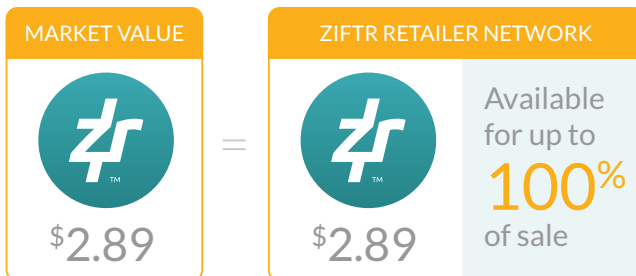 MARKET VALUE
zr
TM
$2.89
=
ZIFTR RETAILER NETWORK
zr
TM
$2.89
Available
for up to
100%
of sale